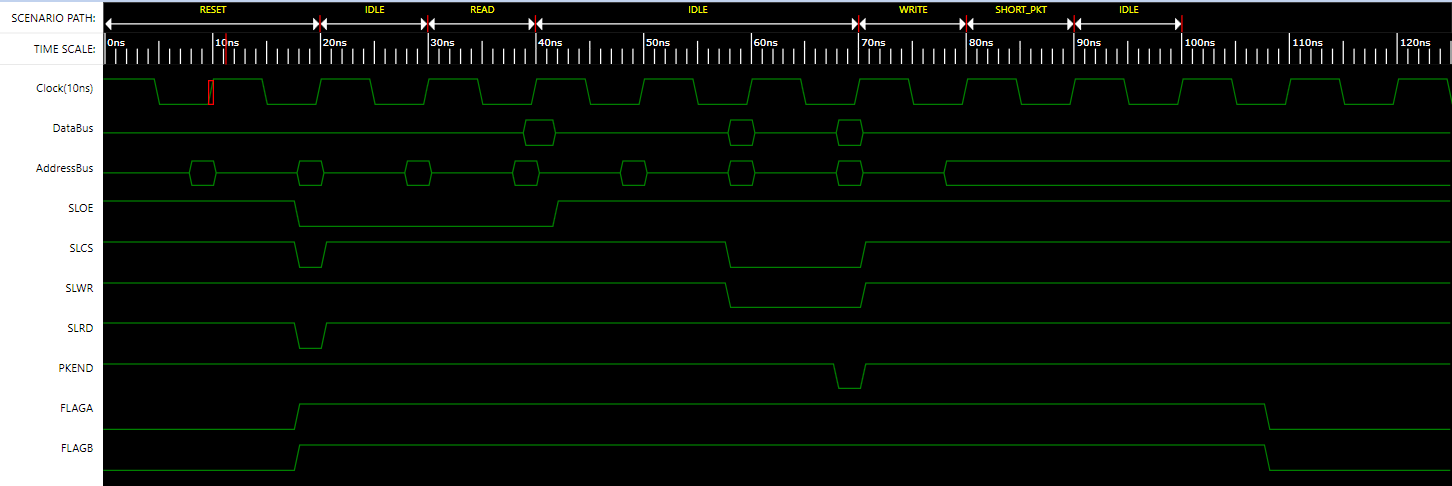 SCENARIO PATH: RESET IDLE READ IDLE WRITE SHORT_PKT IDLE
TIME SCALE: 0ns 10ns 20ns 30ns 40ns 50ns 60ns 70ns 80ns 90ns 100ns 110ns 120ns
Clock(10ns)
DataBus
AddressBus
SLOE
SLCS
SLWR
SLRD
PKEND
FLAGA
FLAGB